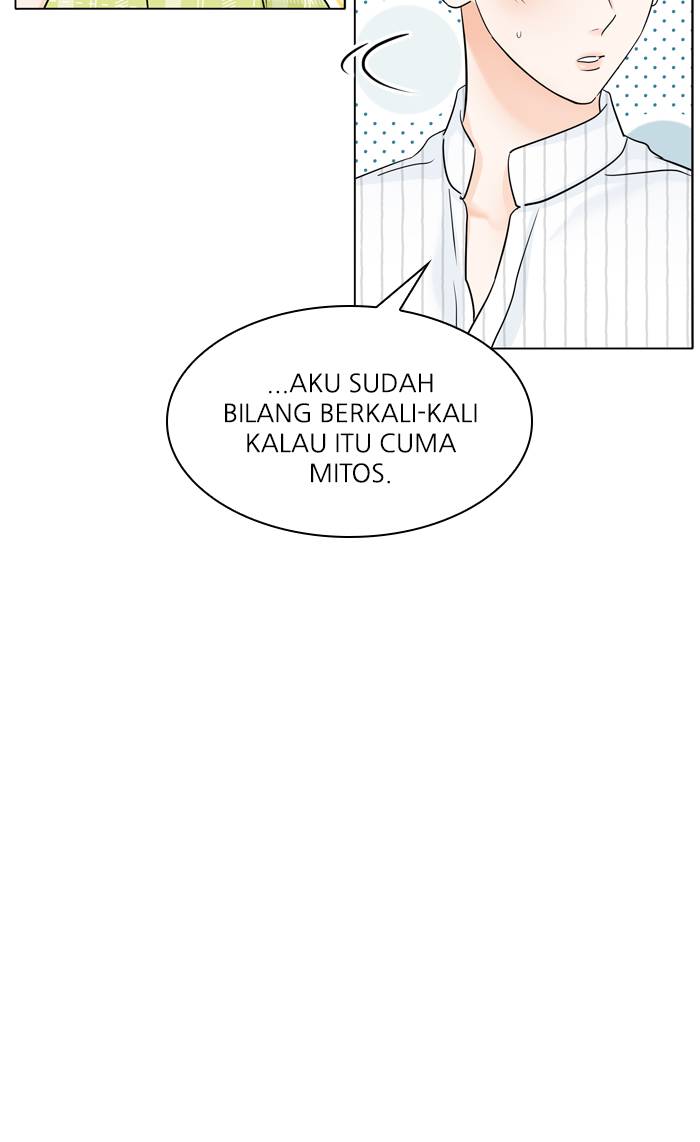 ...AKU SUDAH
BILANG BERKALI-KALI
KALAU ITU CUMA
MITOS.